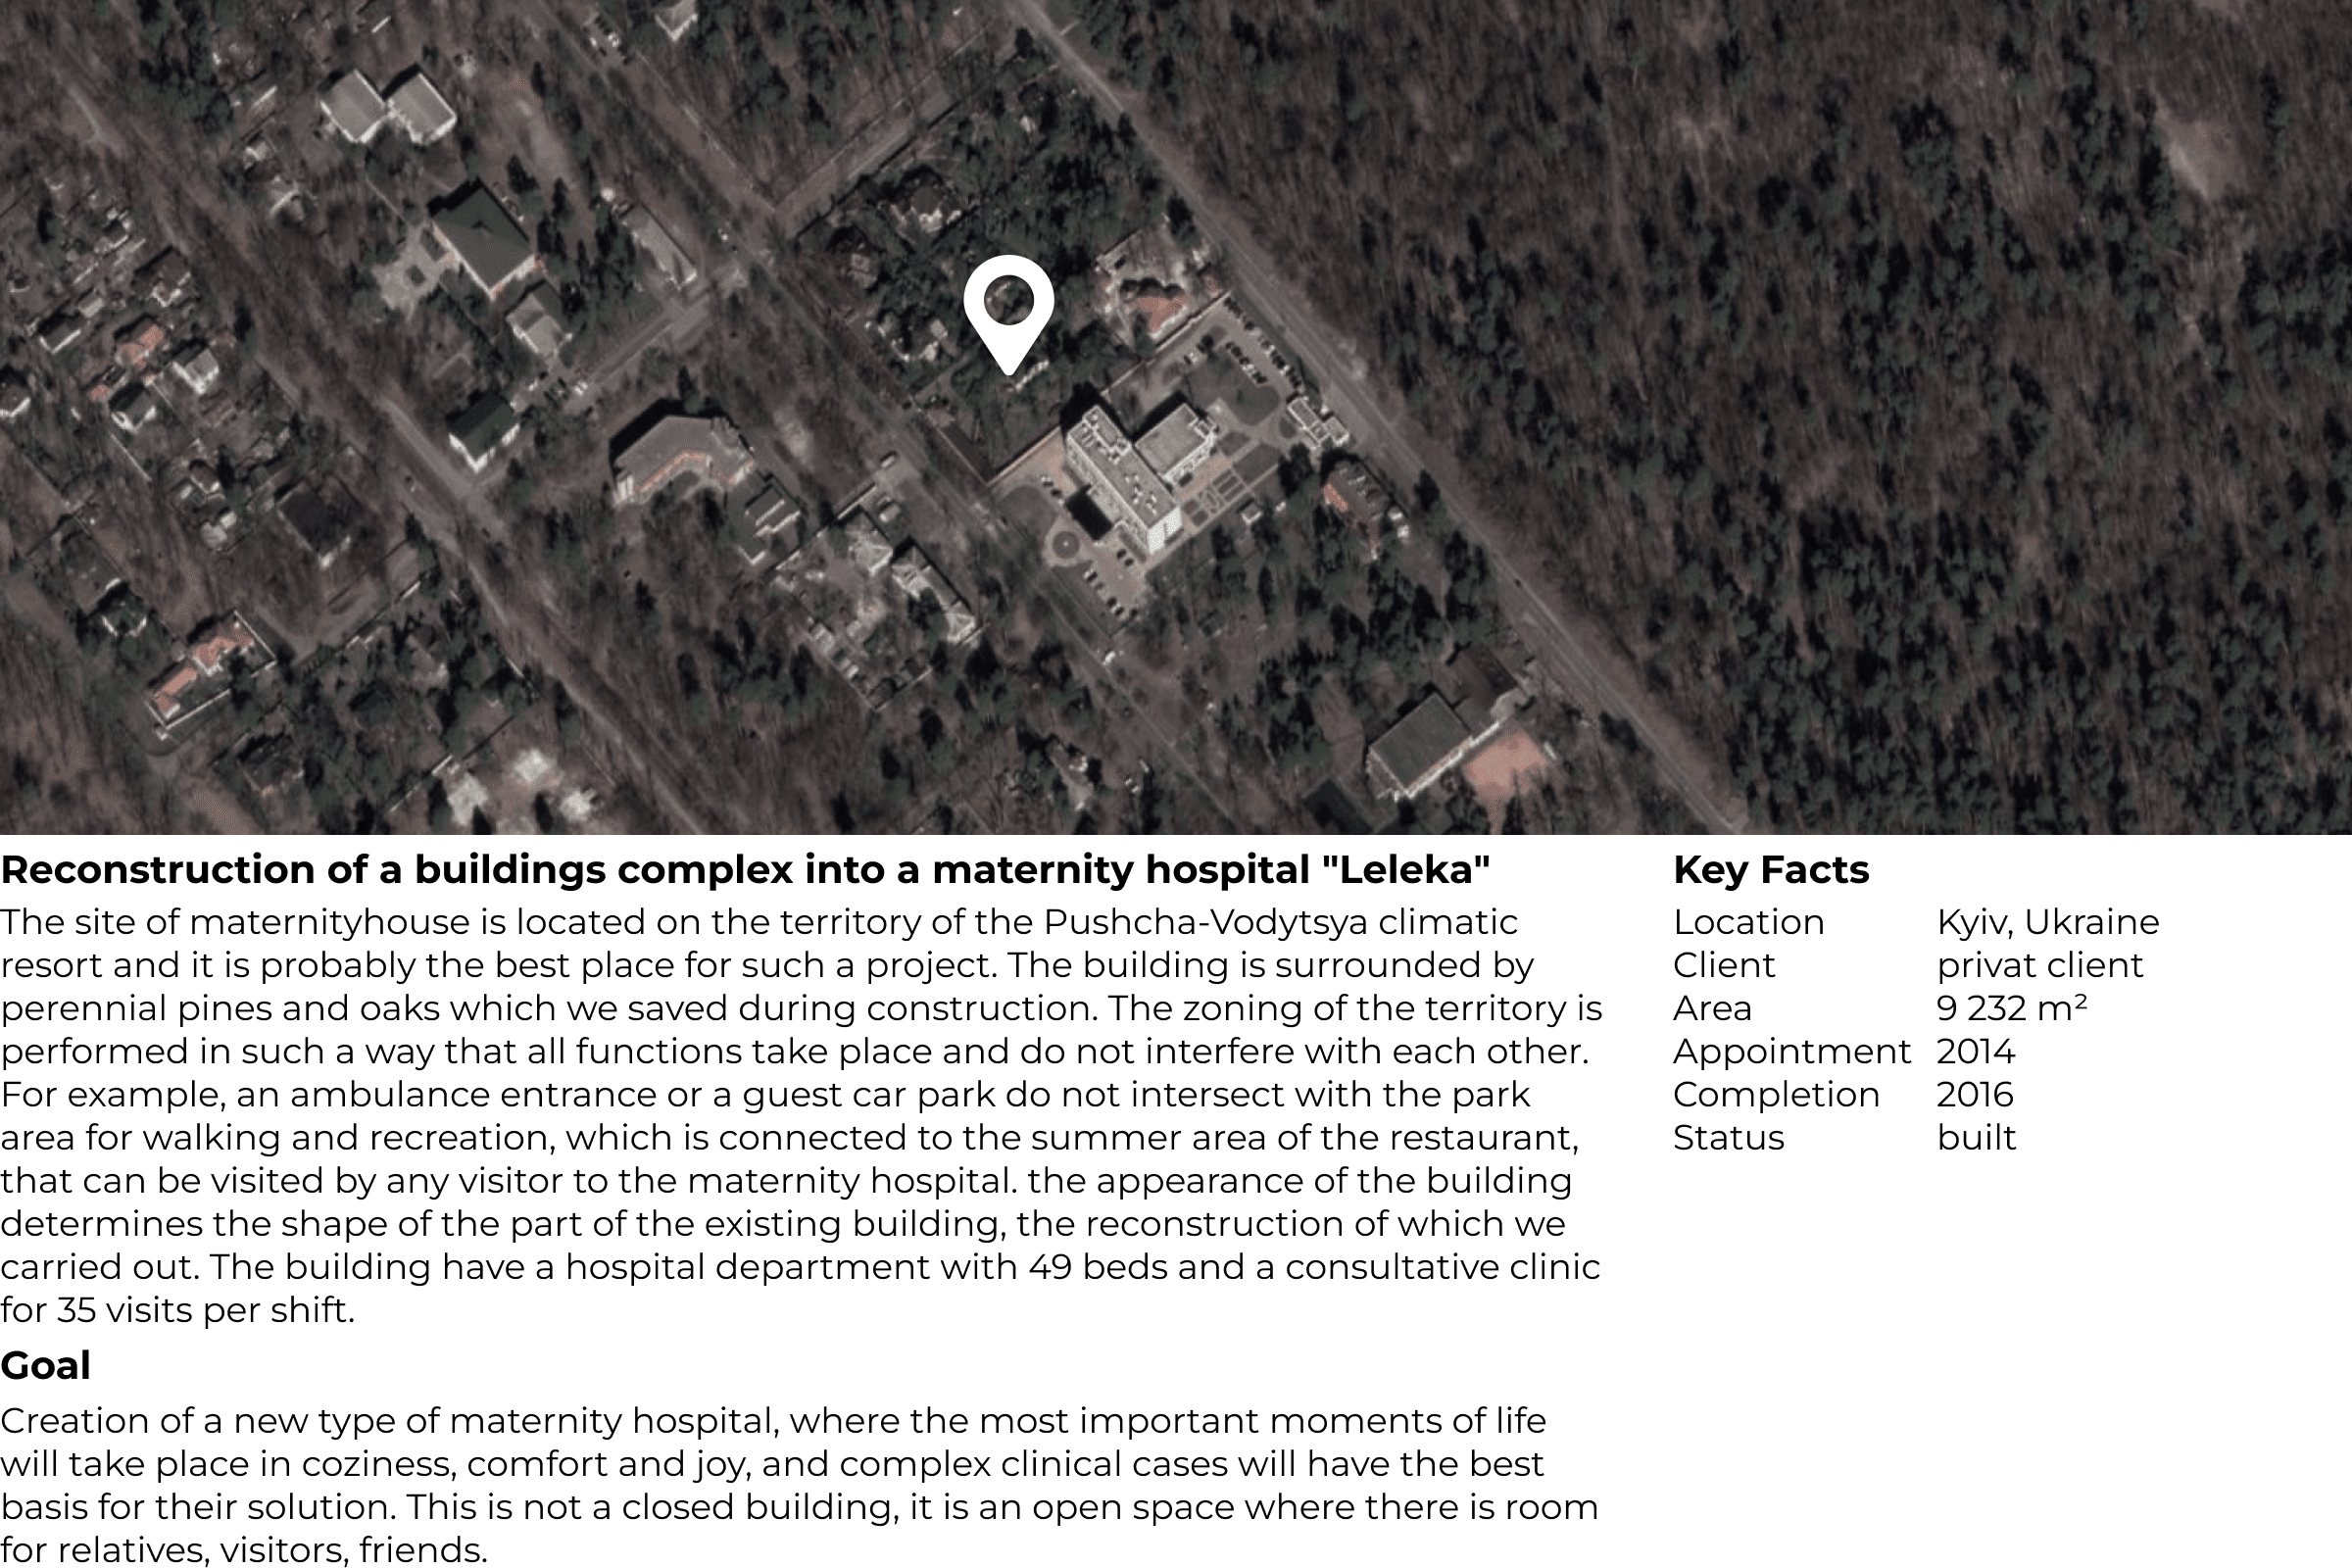 Reconstruction of a buildings complex into a maternity hospital "Leleka"
The site of maternityhouse is located on the territory of the Pushcha-Vodytsya climatic
resort and it is probably the best place for such a project. The building is surrounded by
perennial pines and oaks which we saved during construction. The zoning of the territory is
performed in such a way that all functions take place and do not interfere with each other.
For example, an ambulance entrance or a guest car park do not intersect with the park
area for walking and recreation, which is connected to the summer area of the restaurant,
that can be visited by any visitor to the maternity hospital. the appearance of the building
determines the shape of the part of the existing building, the reconstruction of which we
carried out. The building have a hospital department with 49 beds and a consultative clinic
for 35 visits per shift.
Goal
Creation of a new type of maternity hospital, where the most important moments of life
will take place in coziness, comfort and joy, and complex clinical cases will have the best
basis for their solution. This is not a closed building, it is an open space where there is room
for relatives, visitors, friends.
Key Facts
Location Kyiv, Ukraine
Client privat client
Area 9 232 m²
Appointment 2014
Completion 2016
Status built